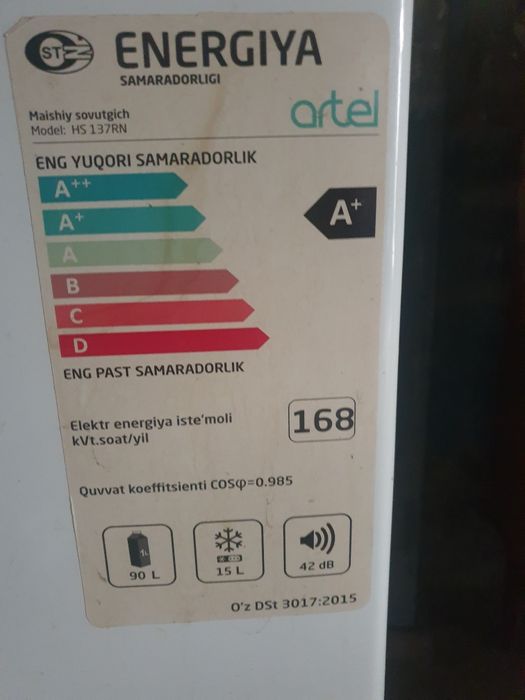 ST
ENERGIYA
SAMARADORLIGI
Maishiy sovutgich
Model: HS 137RN
artel
ENG YUQORI SAMARADORLIK
A++
A+
A+
A
B
C
D
ENG PAST SAMARADORLIK
Elektr energiya iste'moli
kVt.soat/yil
168
Quvvat koeffitsienti COSφ=0.985
1L
90 L
15 L
42 dB
O'z DSt 3017:2015